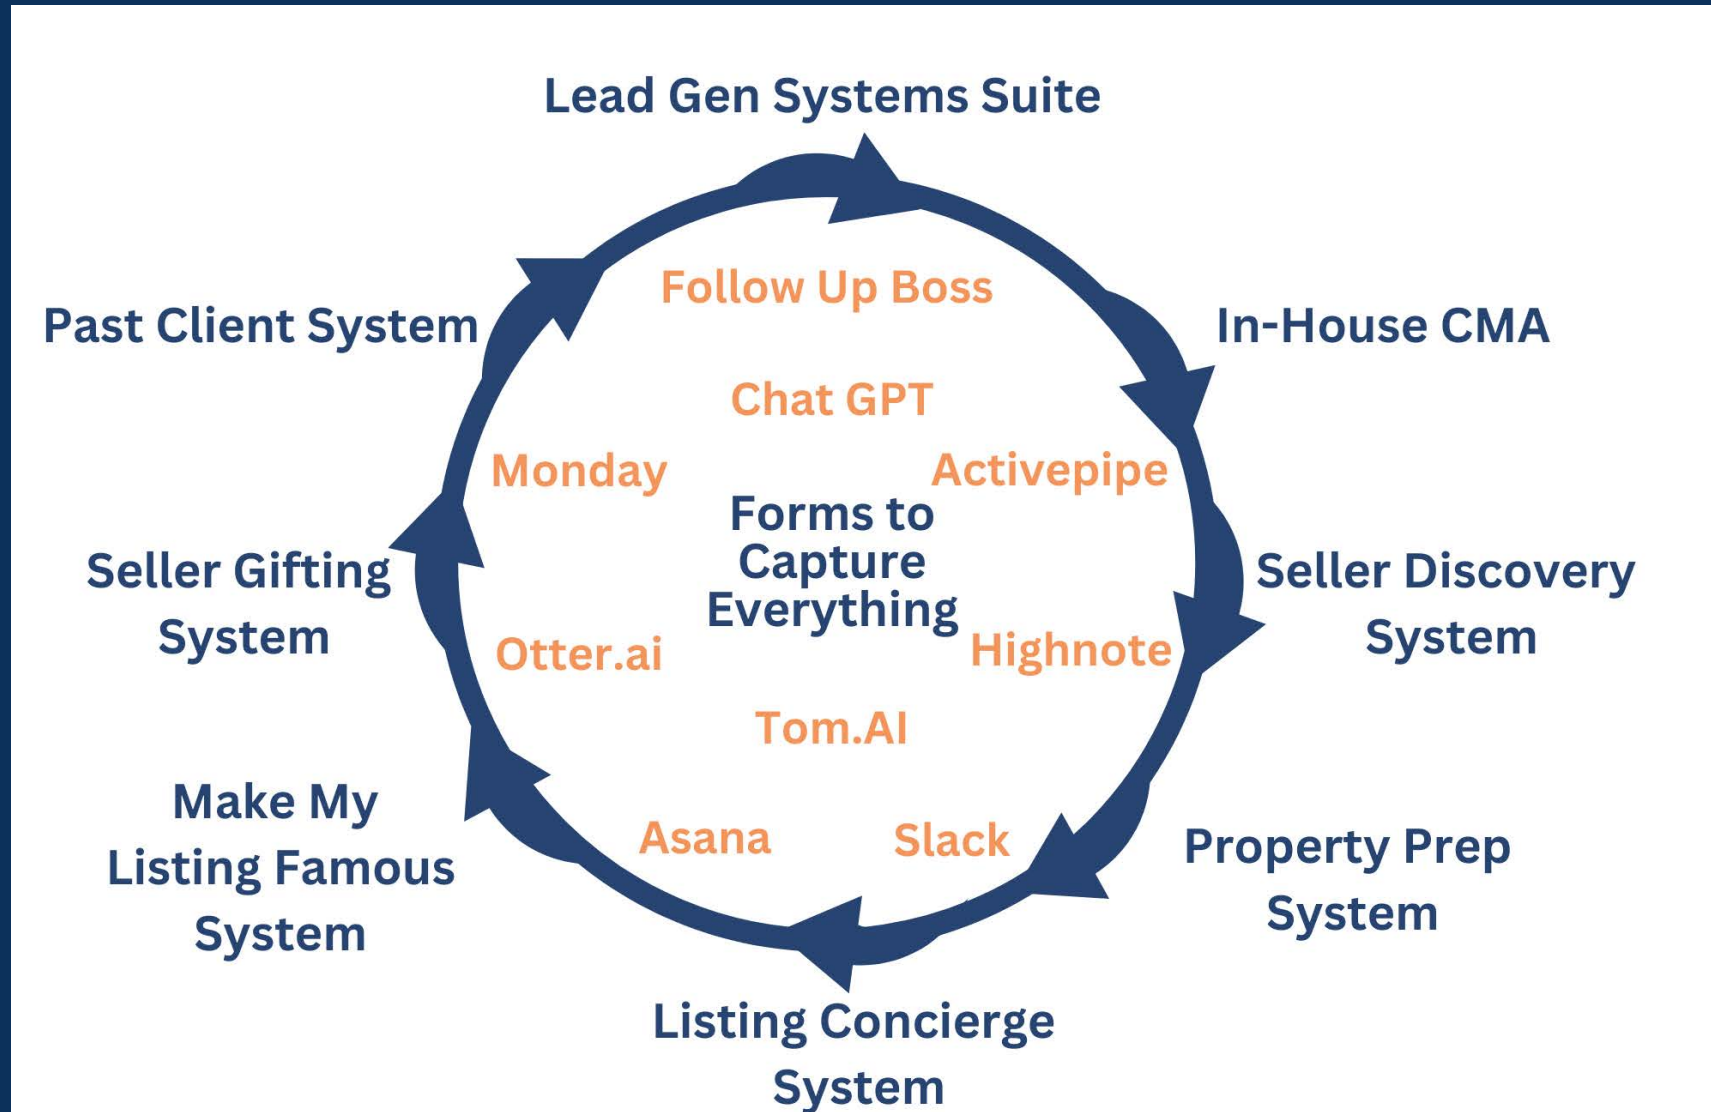 Lead Gen Systems Suite
Follow Up Boss
Past Client System
In-House CMA
Chat GPT
Monday
Activepipe
Forms to
Capture
Everything
Seller Gifting
System
Seller Discovery
System
Otter.ai
Highnote
Tom.AI
Make My
Listing Famous
System
Asana
Slack
Property Prep
System
Listing Concierge
System